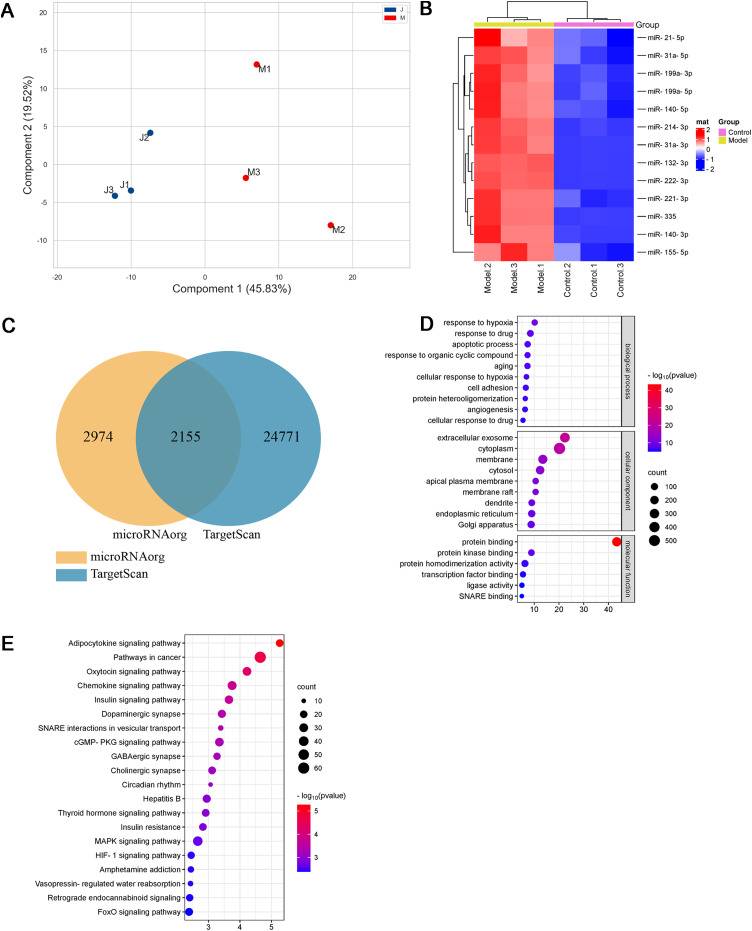 A
J
M
20
15
10
5
0
-5
-10
M1
J2
J3
J1
M3
M2
-20
-10
0
10
20
Compoment 2 (19.52%)
Compoment 1 (45.83%)
B
Group
miR- 21- 5p
miR- 31a- 5p
miR- 199a- 3p
miR- 199a- 5p
miR- 140- 5p
miR- 214- 3p
miR- 31a- 3p
miR- 132- 3p
miR- 222- 3p
miR- 221- 3p
miR- 335
miR- 140- 3p
miR- 155- 5p
Model.2
Model.3
Model.1
Control.2
Control.1
Control.3
mat
2
1
0
- 1
- 2
Group
Control
Model
C
2974
2155
24771
microRNAorg
TargetScan
microRNAorg
TargetScan
D
response to hypoxia
response to drug
apoptotic process
response to organic cyclic compound
aging
cellular response to hypoxia
cell adhesion
protein heterooligomerization
angiogenesis
cellular response to drug
biological process
extracellular exosome
cytoplasm
membrane
cytosol
apical plasma membrane
membrane raft
dendrite
endoplasmic reticulum
Golgi apparatus
cellular component
protein binding
protein kinase binding
protein homodimerization activity
transcription factor binding
ligase activity
SNARE binding
molecular function
10
20
30
40
- log10(pvalue)
40
30
20
10
count
100
200
300
400
500
E
Adipocytokine signaling pathway
Pathways in cancer
Oxytocin signaling pathway
Chemokine signaling pathway
Insulin signaling pathway
Dopaminergic synapse
SNARE interactions in vesicular transport
cGMP- PKG signaling pathway
GABAergic synapse
Cholinergic synapse
Circadian rhythm
Hepatitis B
Thyroid hormone signaling pathway
Insulin resistance
MAPK signaling pathway
HIF- 1 signaling pathway
Amphetamine addiction
Vasopressin- regulated water reabsorption
Retrograde endocannabinoid signaling
FoxO signaling pathway
3
4
5
count
10
20
30
40
50
60
- log10(pvalue)
5
4
3